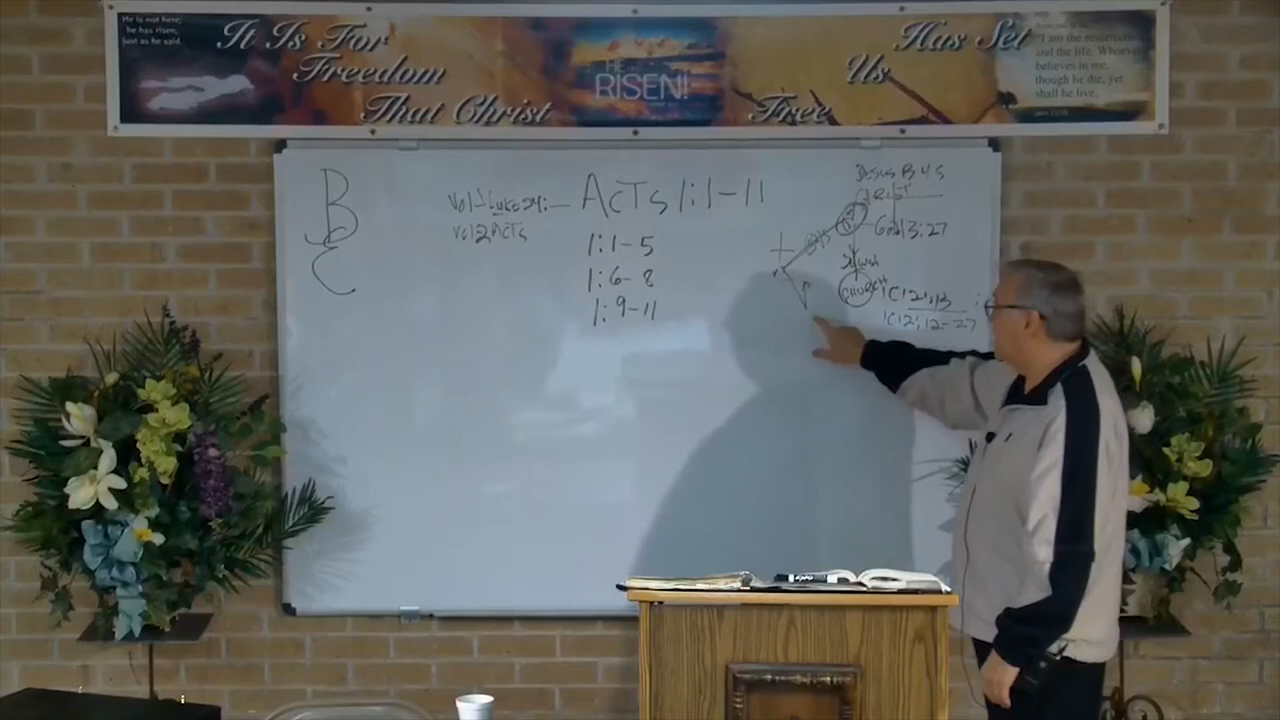 He is not here;
he has risen,
just as he said.
It Is For
Freedom
That Christ
HE
RISEN!
Has Set
Us
Free
"I am the resurrection
and the life. Whoever
believes in me,
though he die, yet
shall he live,
B
C
Vol 1 Luke 24:
Vol 2 ACTS
ACTS 1:1-11
1:1-5
1:6-8
1:9-11
Jesus B 4:5
Gal 3:27
CHURCH
1C 12:13
1C 12:12-27